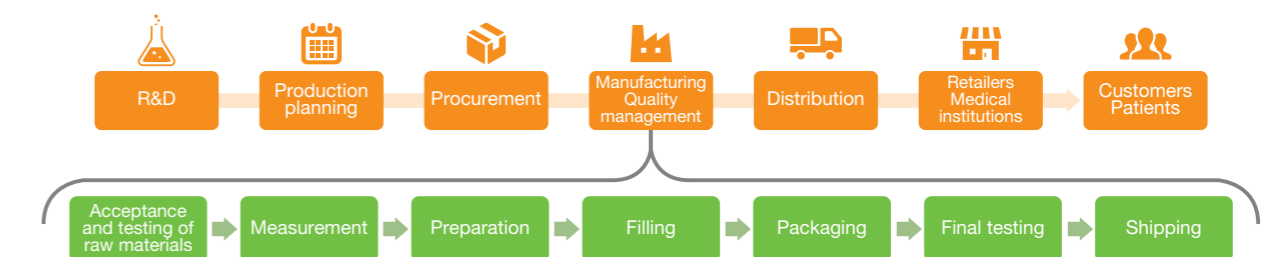 R&D
Production
planning
Procurement
Manufacturing
Quality
management
Distribution
Retailers
Medical
institutions
Customers
Patients
Acceptance
and testing of
raw materials
Measurement
Preparation
Filling
Packaging
Final testing
Shipping